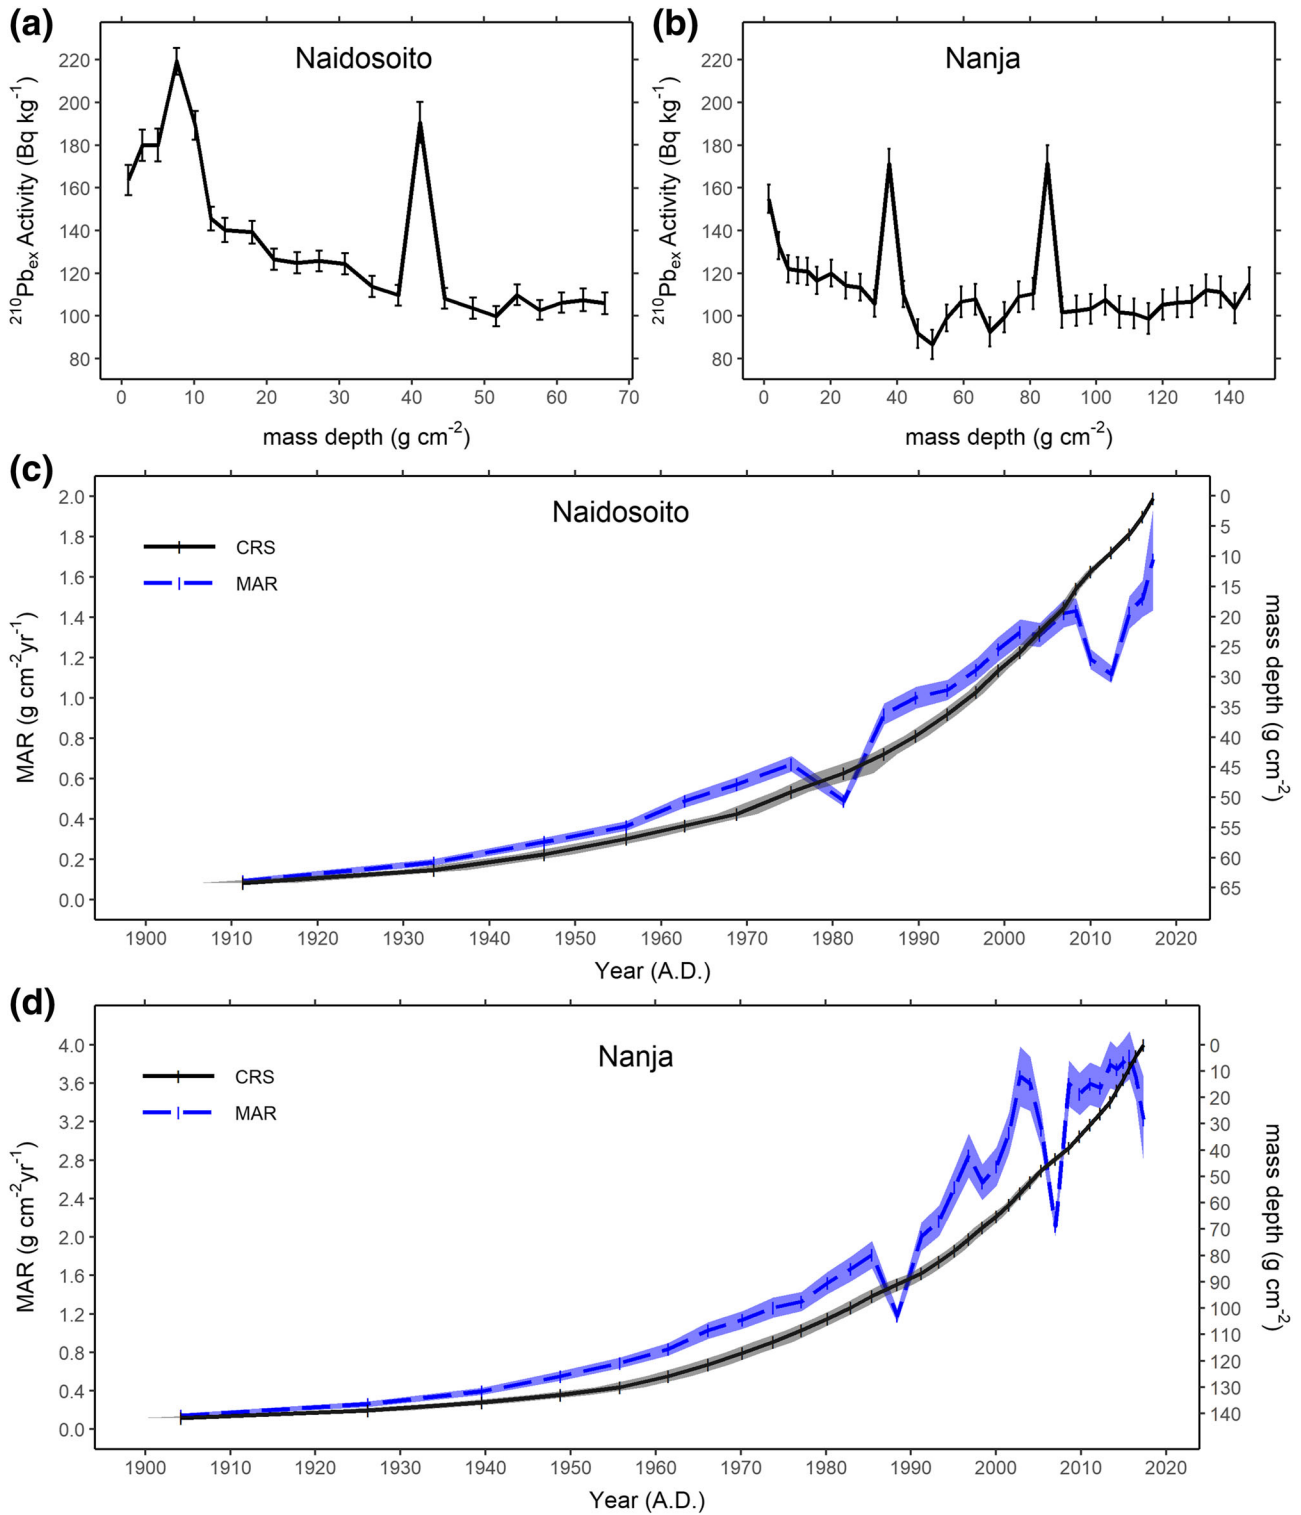 (a)
Naidosoito
²¹⁰Pbₑₓ Activity (Bq kg⁻¹)
220
200
180
160
140
120
100
80
0 10 20 30 40 50 60 70
mass depth (g cm⁻²)
(b)
Nanja
²¹⁰Pbₑₓ Activity (Bq kg⁻¹)
220
200
180
160
140
120
100
80
0 20 40 60 80 100 120 140
mass depth (g cm⁻²)
(c)
Naidosoito
CRS
MAR
MAR (g cm⁻²yr⁻¹)
2.0
1.8
1.6
1.4
1.2
1.0
0.8
0.6
0.4
0.2
0.0
0
5
10
15
20
25
30
35
40
45
50
55
60
65
mass depth (g cm⁻²)
1900 1910 1920 1930 1940 1950 1960 1970 1980 1990 2000 2010 2020
Year (A.D.)
(d)
Nanja
CRS
MAR
MAR (g cm⁻²yr⁻¹)
4.0
3.6
3.2
2.8
2.4
2.0
1.6
1.2
0.8
0.4
0.0
0
10
20
30
40
50
60
70
80
90
100
110
120
130
140
mass depth (g cm⁻²)
1900 1910 1920 1930 1940 1950 1960 1970 1980 1990 2000 2010 2020
Year (A.D.)